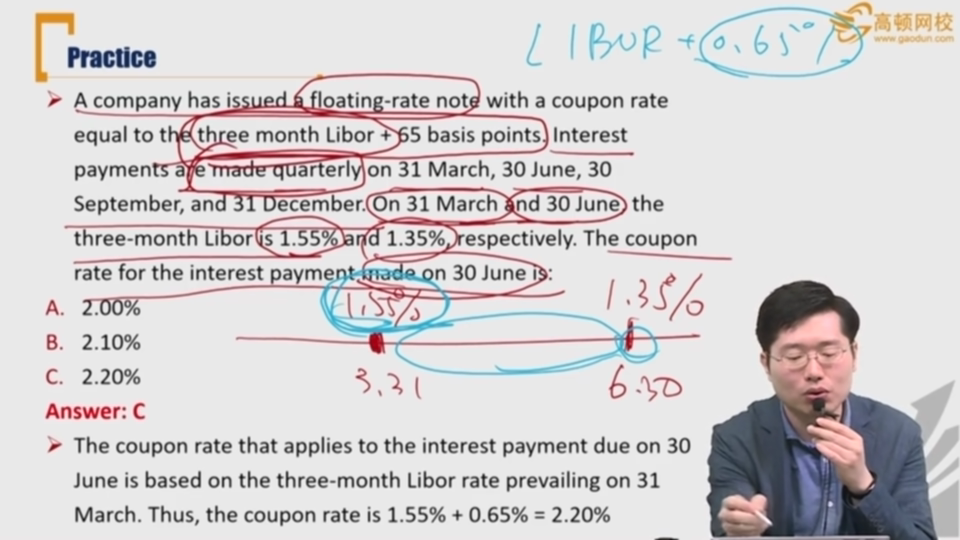 LIBOR + 0.65%
高顿网校
www.gaodun.com
Practice
A company has issued a floating-rate note with a coupon rate
equal to the three month Libor + 65 basis points. Interest
payments are made quarterly on 31 March, 30 June, 30
September, and 31 December. On 31 March and 30 June, the
three-month Libor is 1.55% and 1.35%, respectively. The coupon
rate for the interest payment made on 30 June is:
1.55%
1.35%
A. 2.00%
B. 2.10%
3.31
6.30
C. 2.20%
Answer: C
The coupon rate that applies to the interest payment due on 30
June is based on the three-month Libor rate prevailing on 31
March. Thus, the coupon rate is 1.55% + 0.65% = 2.20%